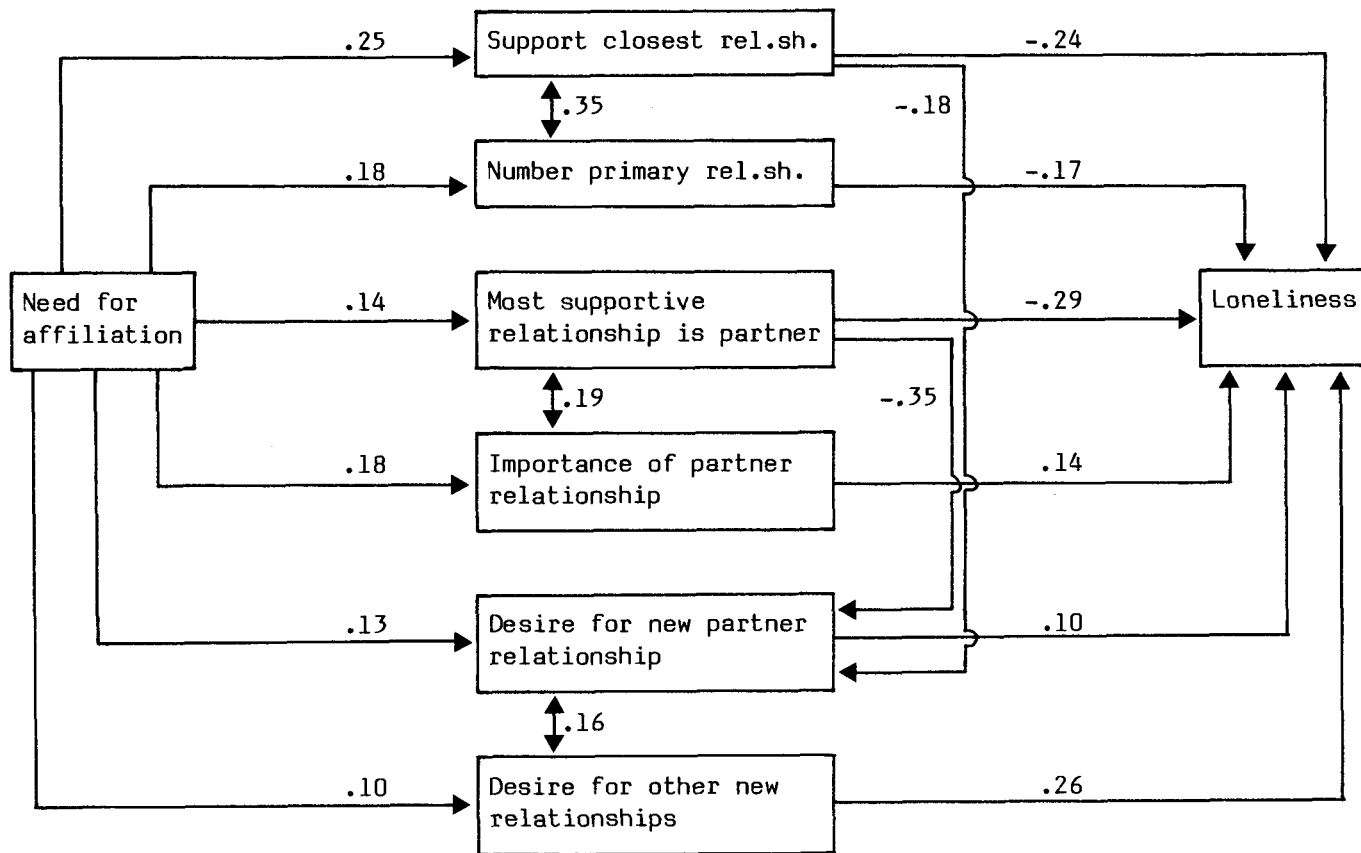 .25
Support closest rel.sh.
-.24
.35
-.18
.18
Number primary rel.sh.
-.17
Need for
affiliation
.14
Most supportive
relationship is partner
-.29
Loneliness
.19
-.35
.18
Importance of partner
relationship
.14
.13
Desire for new partner
relationship
.10
.16
.10
Desire for other new
relationships
.26